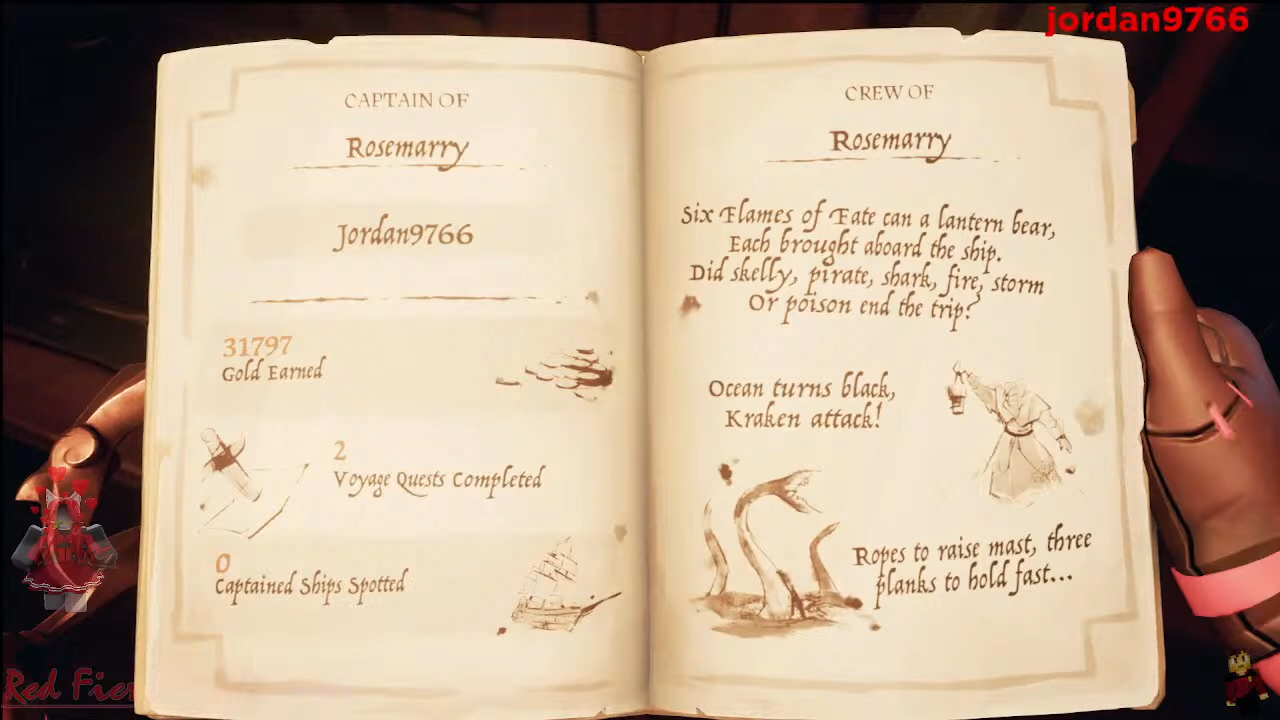 jordan9766
CAPTAIN OF
Rosemarry
Jordan9766
31797
Gold Earned
2
Voyage Quests Completed
0
Captained Ships Spotted
CREW OF
Rosemarry
Six Flames of Fate can a lantern bear,
Each brought aboard the ship.
Did skelly, pirate, shark, fire, storm
Or poison end the trip?
Ocean turns black,
Kraken attack!
Ropes to raise mast, three
planks to hold fast...
Red Fier